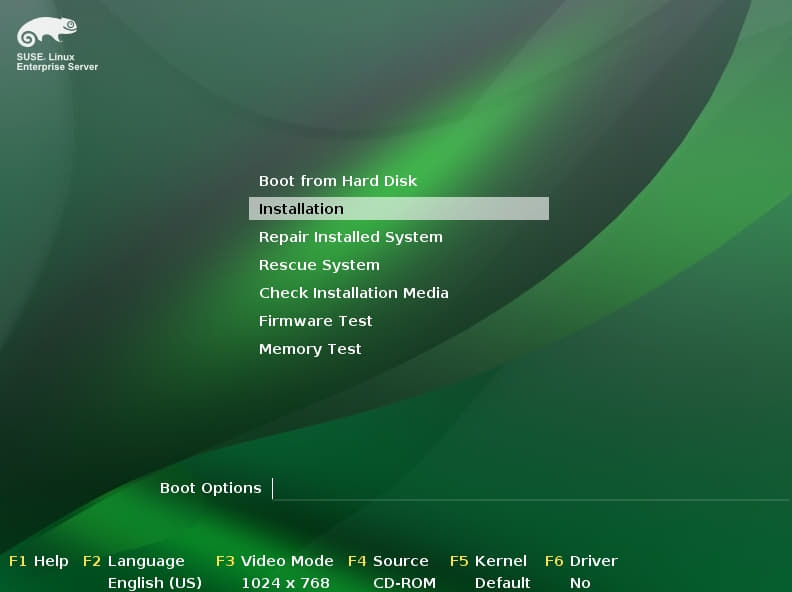 SUSE. Linux
Enterprise Server
Boot from Hard Disk
Installation
Repair Installed System
Rescue System
Check Installation Media
Firmware Test
Memory Test
Boot Options
F1 Help F2 Language F3 Video Mode F4 Source F5 Kernel F6 Driver
English (US) 1024 x 768 CD-ROM Default No